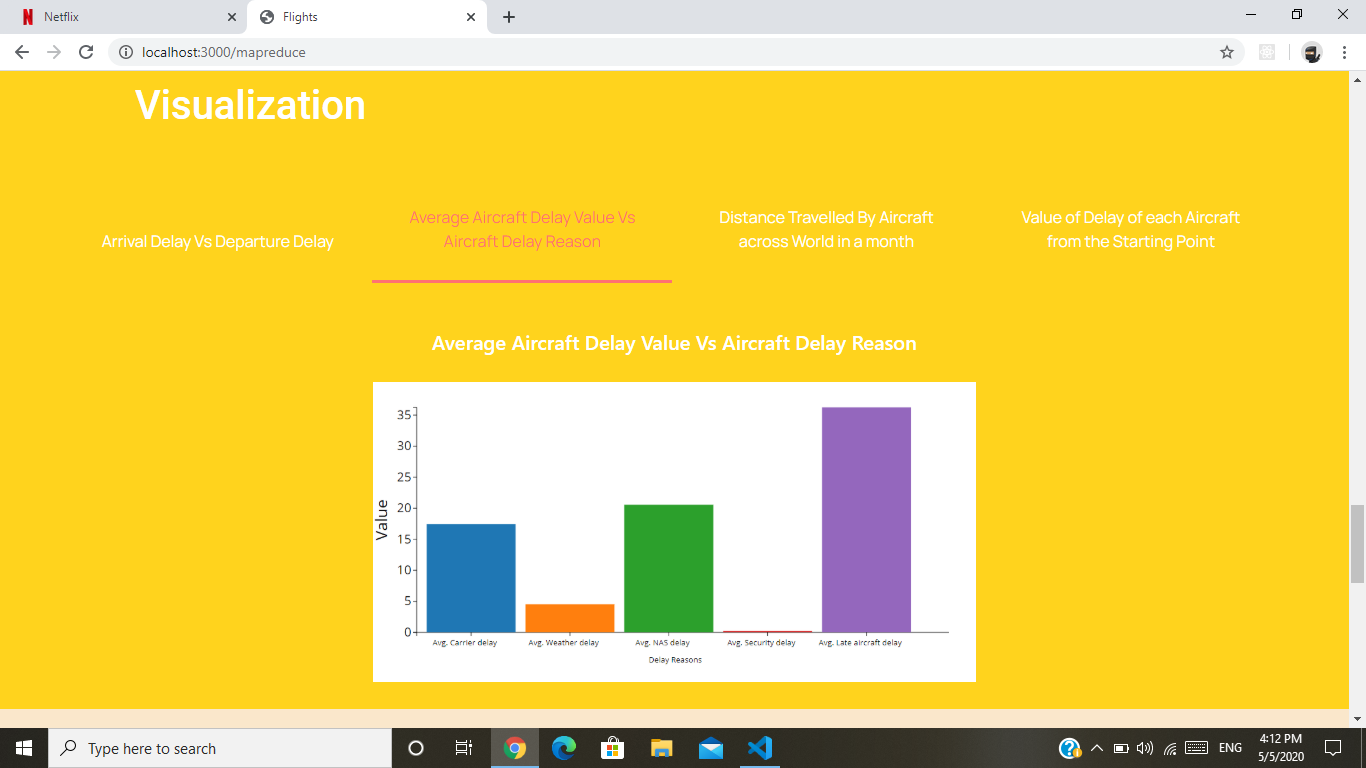 Netflix
Flights
localhost:3000/mapreduce
Visualization
Arrival Delay Vs Departure Delay
Average Aircraft Delay Value Vs
Aircraft Delay Reason
Distance Travelled By Aircraft
across World in a month
Value of Delay of each Aircraft
from the Starting Point
Average Aircraft Delay Value Vs Aircraft Delay Reason
35
30
25
20
15
10
5
0
Value
Avg. Carrier delay
Avg. Weather delay
Avg. NAS delay
Avg. Security delay
Avg. Late aircraft delay
Delay Reasons
Type here to search
ENG
4:12 PM
5/5/2020